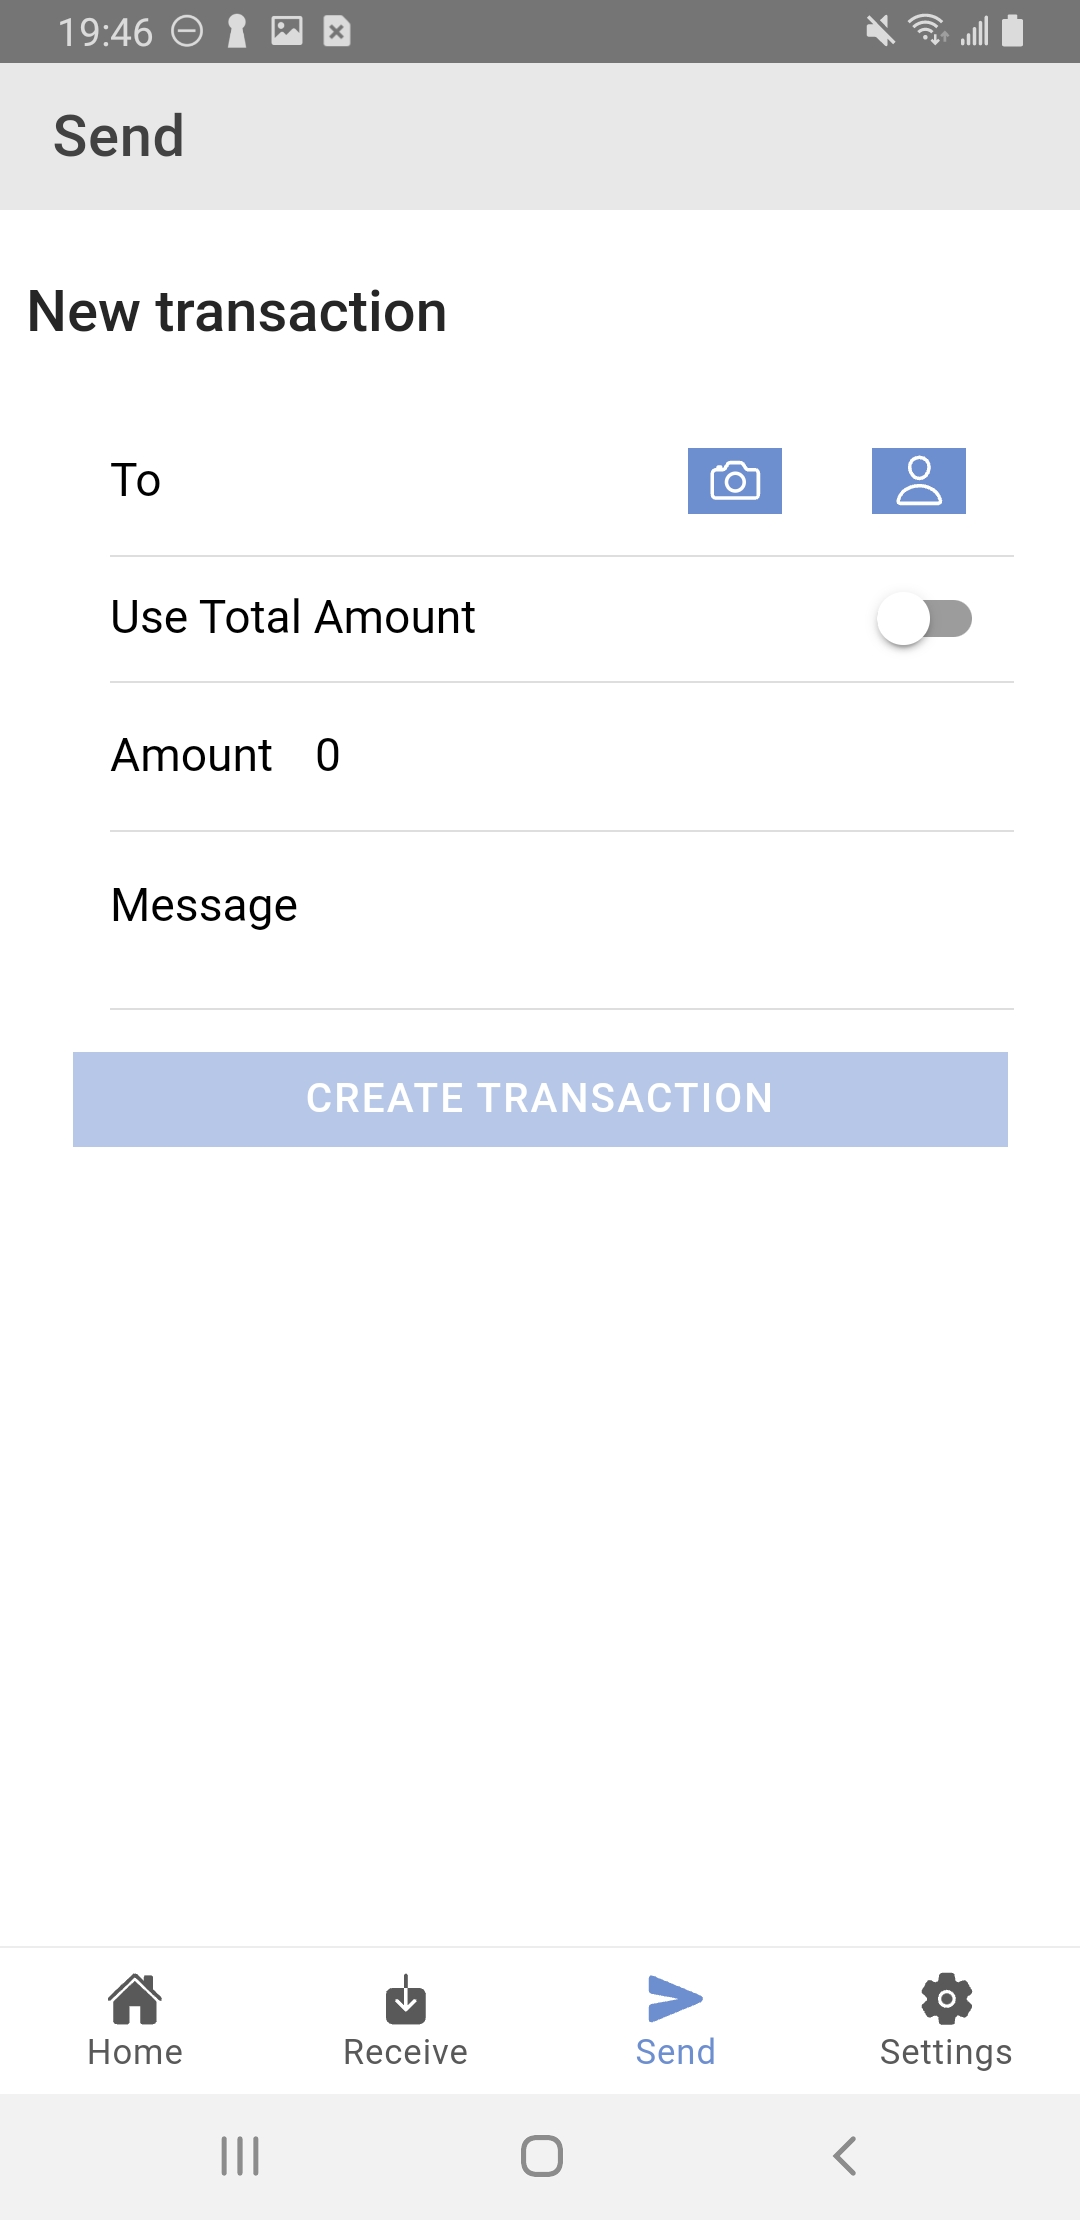 19:46
Send
New transaction
To
Use Total Amount
Amount 0
Message
CREATE TRANSACTION
Home Receive Send Settings